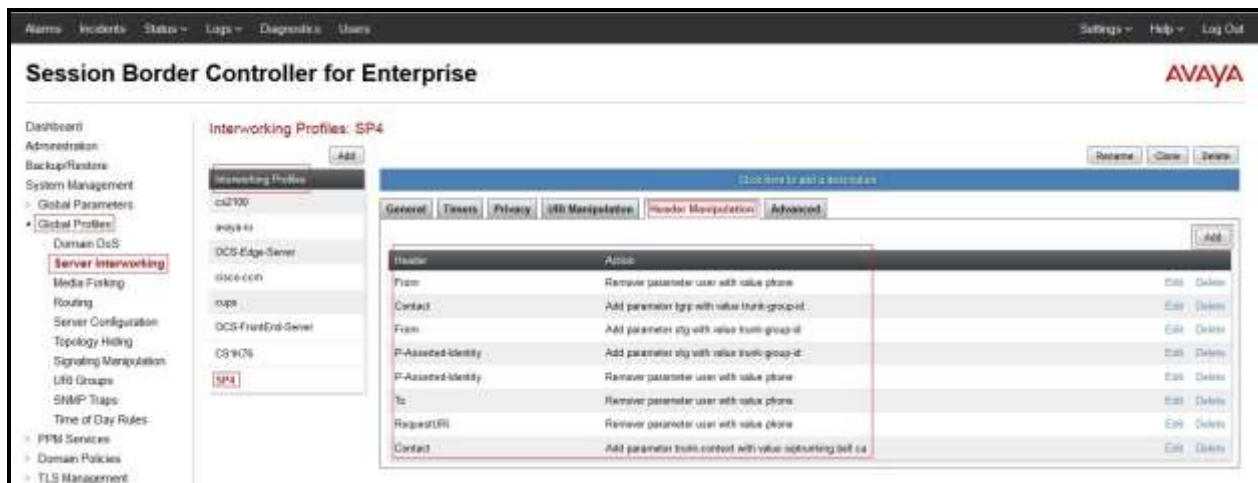 Alarms Incidents Status Logs Diagnostics Users Settings Help Log Out
Session Border Controller for Enterprise
AVAYA
Dashboard
Administration
Backup/Restore
System Management
Global Parameters
Global Profiles
Domain DoS
Server Interworking
Media Forking
Routing
Server Configuration
Topology Hiding
Signaling Manipulation
URI Groups
SNMP Traps
Time of Day Rules
PPM Services
Domain Policies
TLS Management
Interworking Profiles: SP4
Add
Rename Clone Delete
Interworking Profiles
cs2100
avaya-ru
OCS-Edge-Server
cisco-ccm
cups
OCS-FrontEnd-Server
SP4
Click here to add a description
General Timers Privacy URI Manipulation Header Manipulation Advanced
Add
Header Action
From Remove parameter user with value phone Edit Delete
Contact Add parameter tgrp with value trunk-group-id Edit Delete
From Add parameter otg with value trunk-group-id Edit Delete
P-Asserted-Identity Add parameter otg with value trunk-group-id Edit Delete
P-Asserted-Identity Remove parameter user with value phone Edit Delete
To Remove parameter user with value phone Edit Delete
RequestURI Remove parameter user with value phone Edit Delete
Contact Add parameter trunk-context with value siptrunking.bell.ca Edit Delete